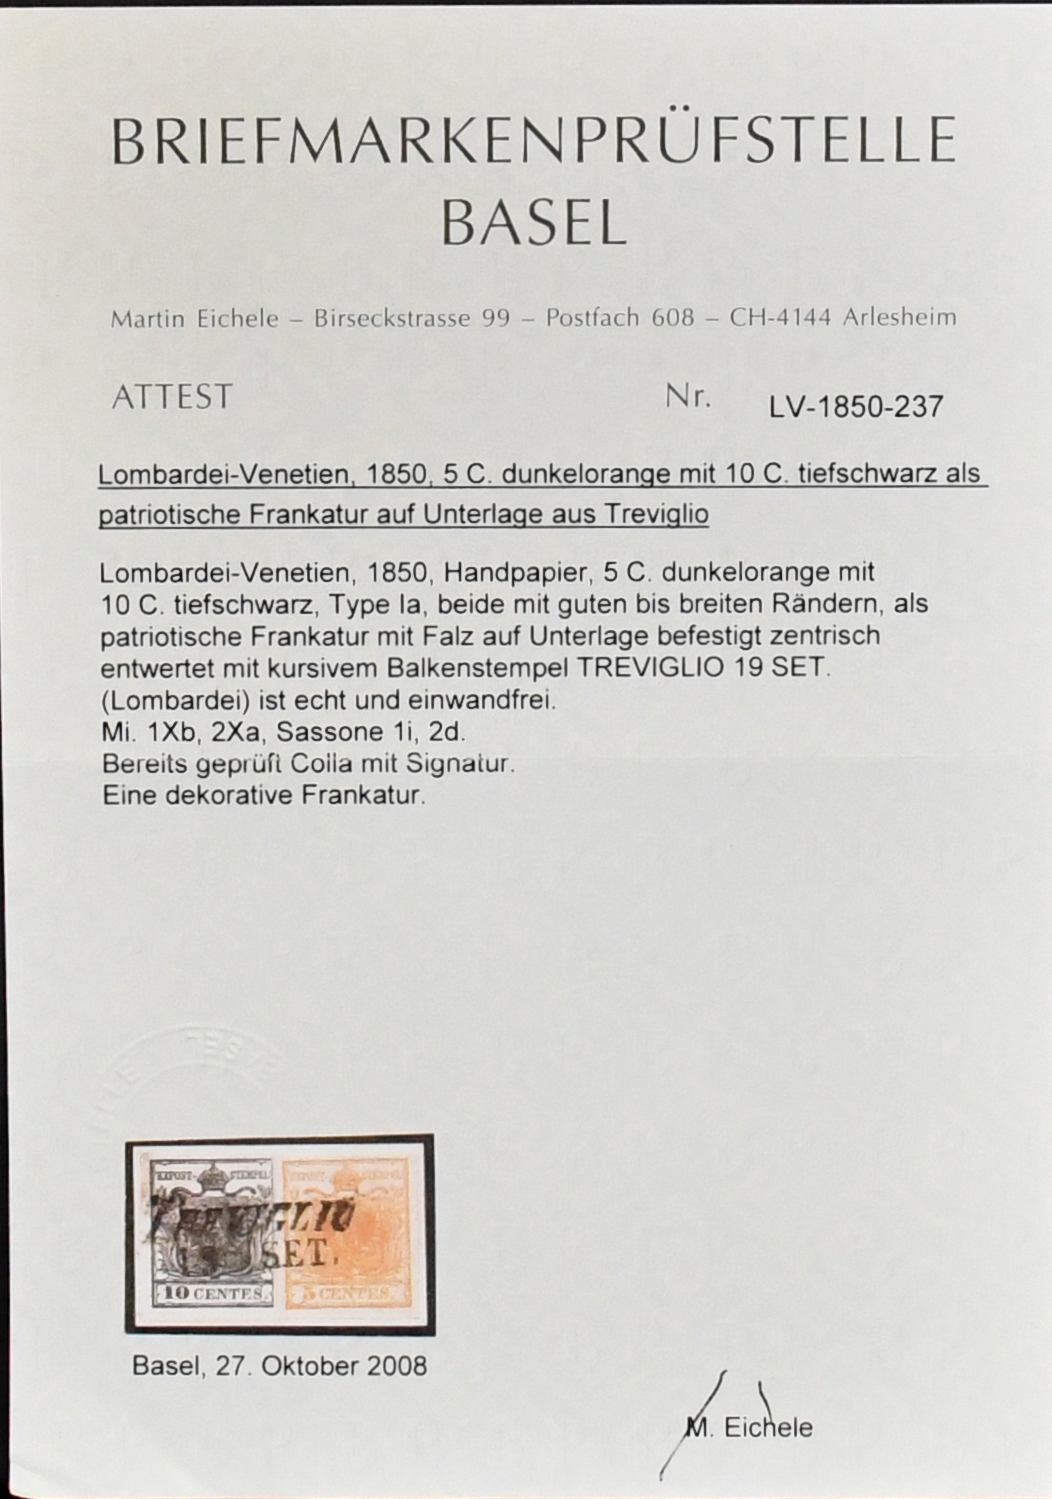 BRIEFMARKENPRÜFSTELLE
BASEL
Martin Eichele – Birseckstrasse 99 – Postfach 608 – CH-4144 Arlesheim
ATTEST Nr. LV-1850-237
Lombardei-Venetien, 1850, 5 C. dunkelorange mit 10 C. tiefschwarz als
patriotische Frankatur auf Unterlage aus Treviglio
Lombardei-Venetien, 1850, Handpapier, 5 C. dunkelorange mit
10 C. tiefschwarz, Type Ia, beide mit guten bis breiten Rändern, als
patriotische Frankatur mit Falz auf Unterlage befestigt zentrisch
entwertet mit kursivem Balkenstempel TREVIGLIO 19 SET.
(Lombardei) ist echt und einwandfrei.
Mi. 1Xb, 2Xa, Sassone 1i, 2d.
Bereits geprüft Colla mit Signatur.
Eine dekorative Frankatur.
KKPOST-STEMPEL
KKPOST-STEMPEL
TREVIGLIO
SET.
10 CENTES.
5 CENTES.
Basel, 27. Oktober 2008
M. Eichele